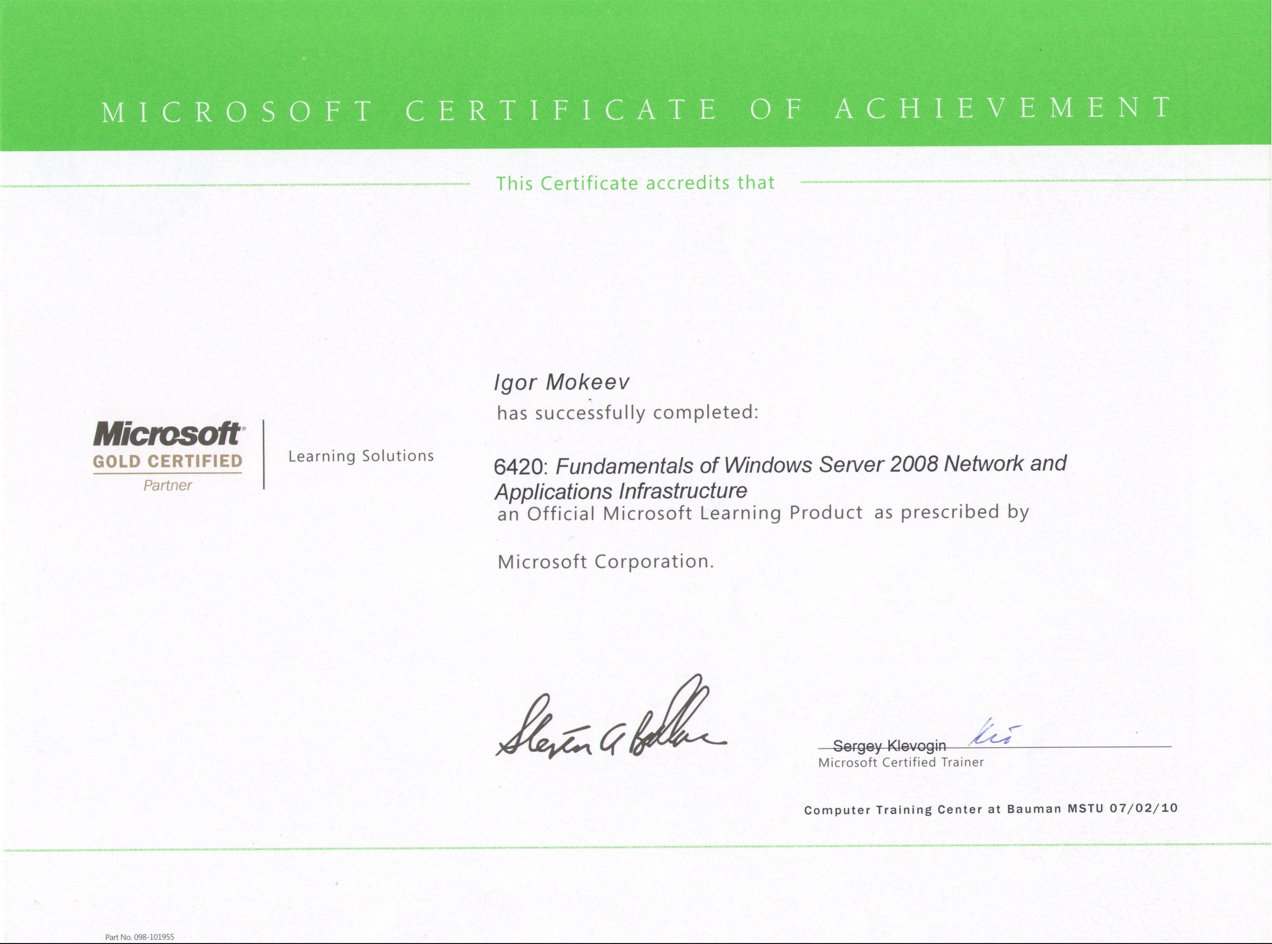 MICROSOFT CERTIFICATE OF ACHIEVEMENT
This Certificate accredits that
Igor Mokeev
has successfully completed:
Microsoft®
GOLD CERTIFIED
Partner
Learning Solutions
6420: Fundamentals of Windows Server 2008 Network and
Applications Infrastructure
an Official Microsoft Learning Product as prescribed by
Microsoft Corporation.
Sergey Klevogin
Microsoft Certified Trainer
Computer Training Center at Bauman MSTU 07/02/10
Part No. 098-101955